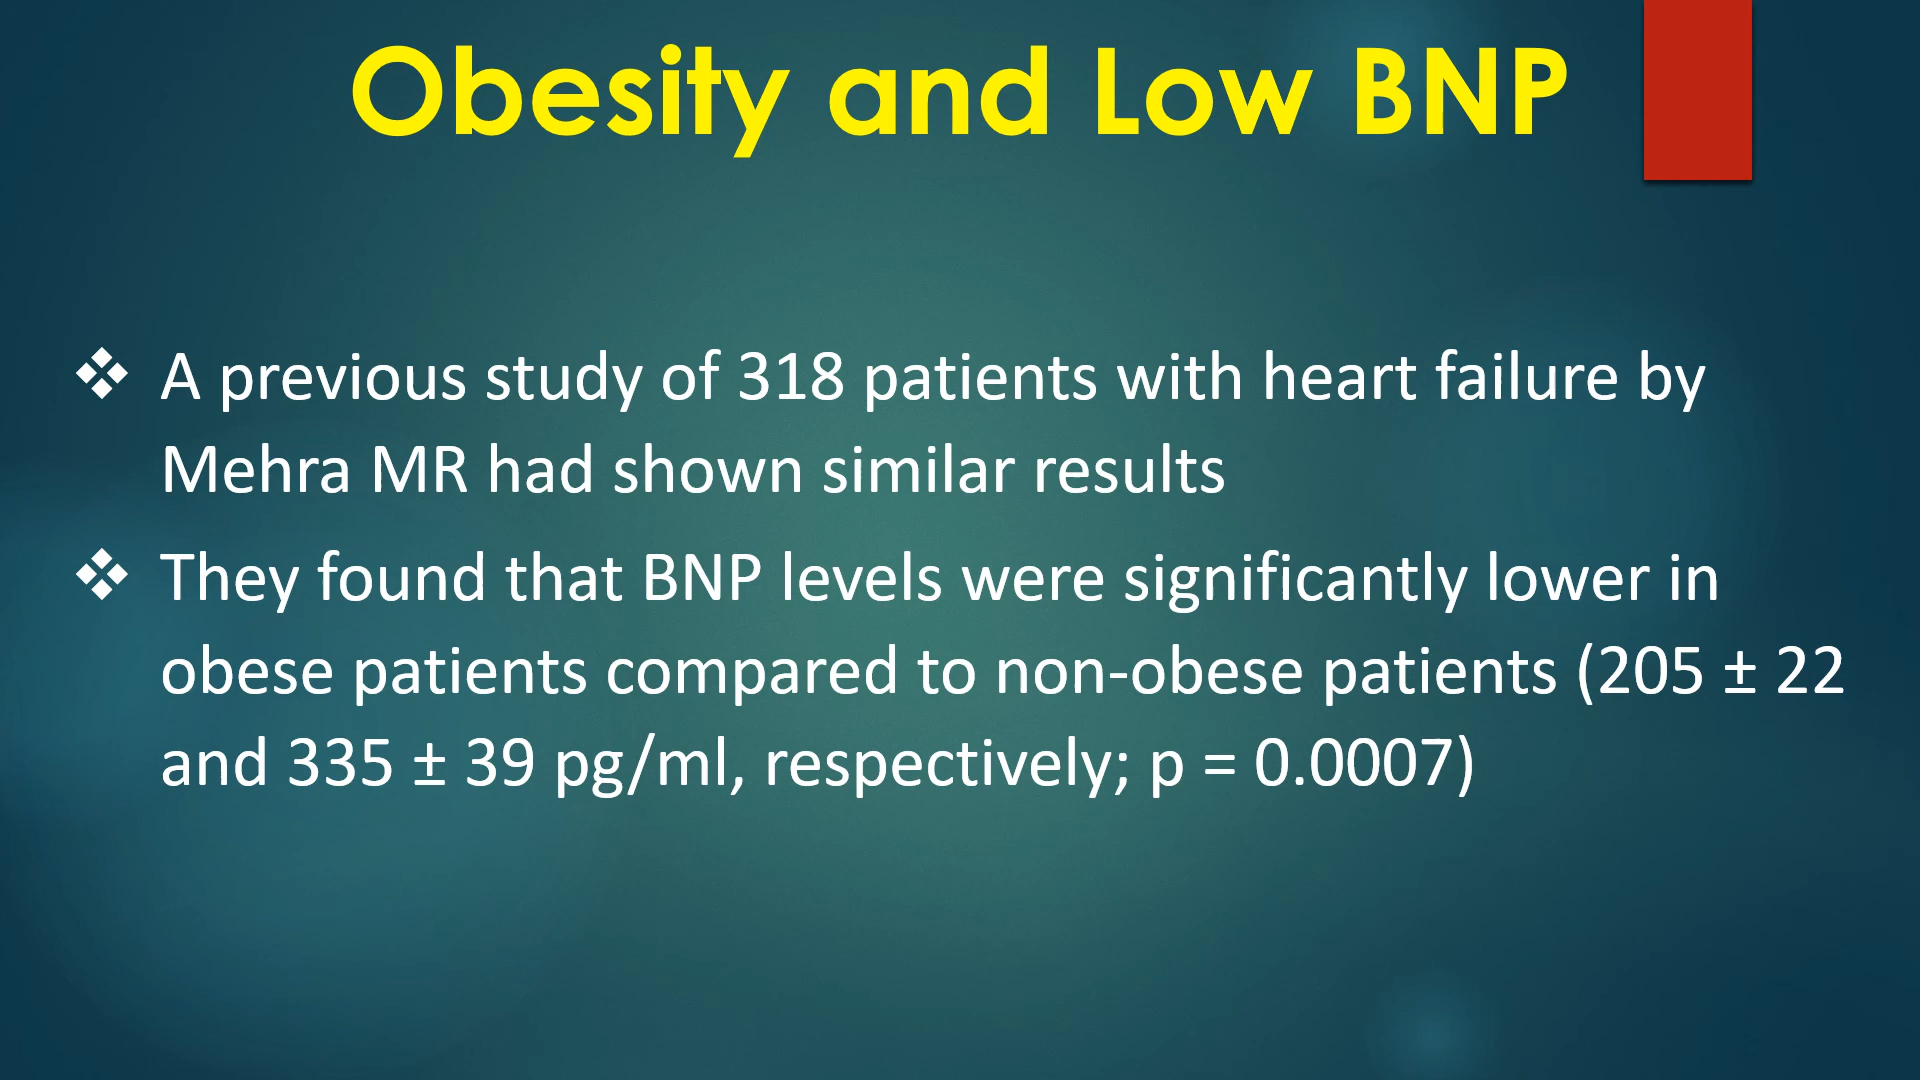 Obesity and Low BNP
❖ A previous study of 318 patients with heart failure by
Mehra MR had shown similar results
❖ They found that BNP levels were significantly lower in
obese patients compared to non-obese patients (205 ± 22
and 335 ± 39 pg/ml, respectively; p = 0.0007)